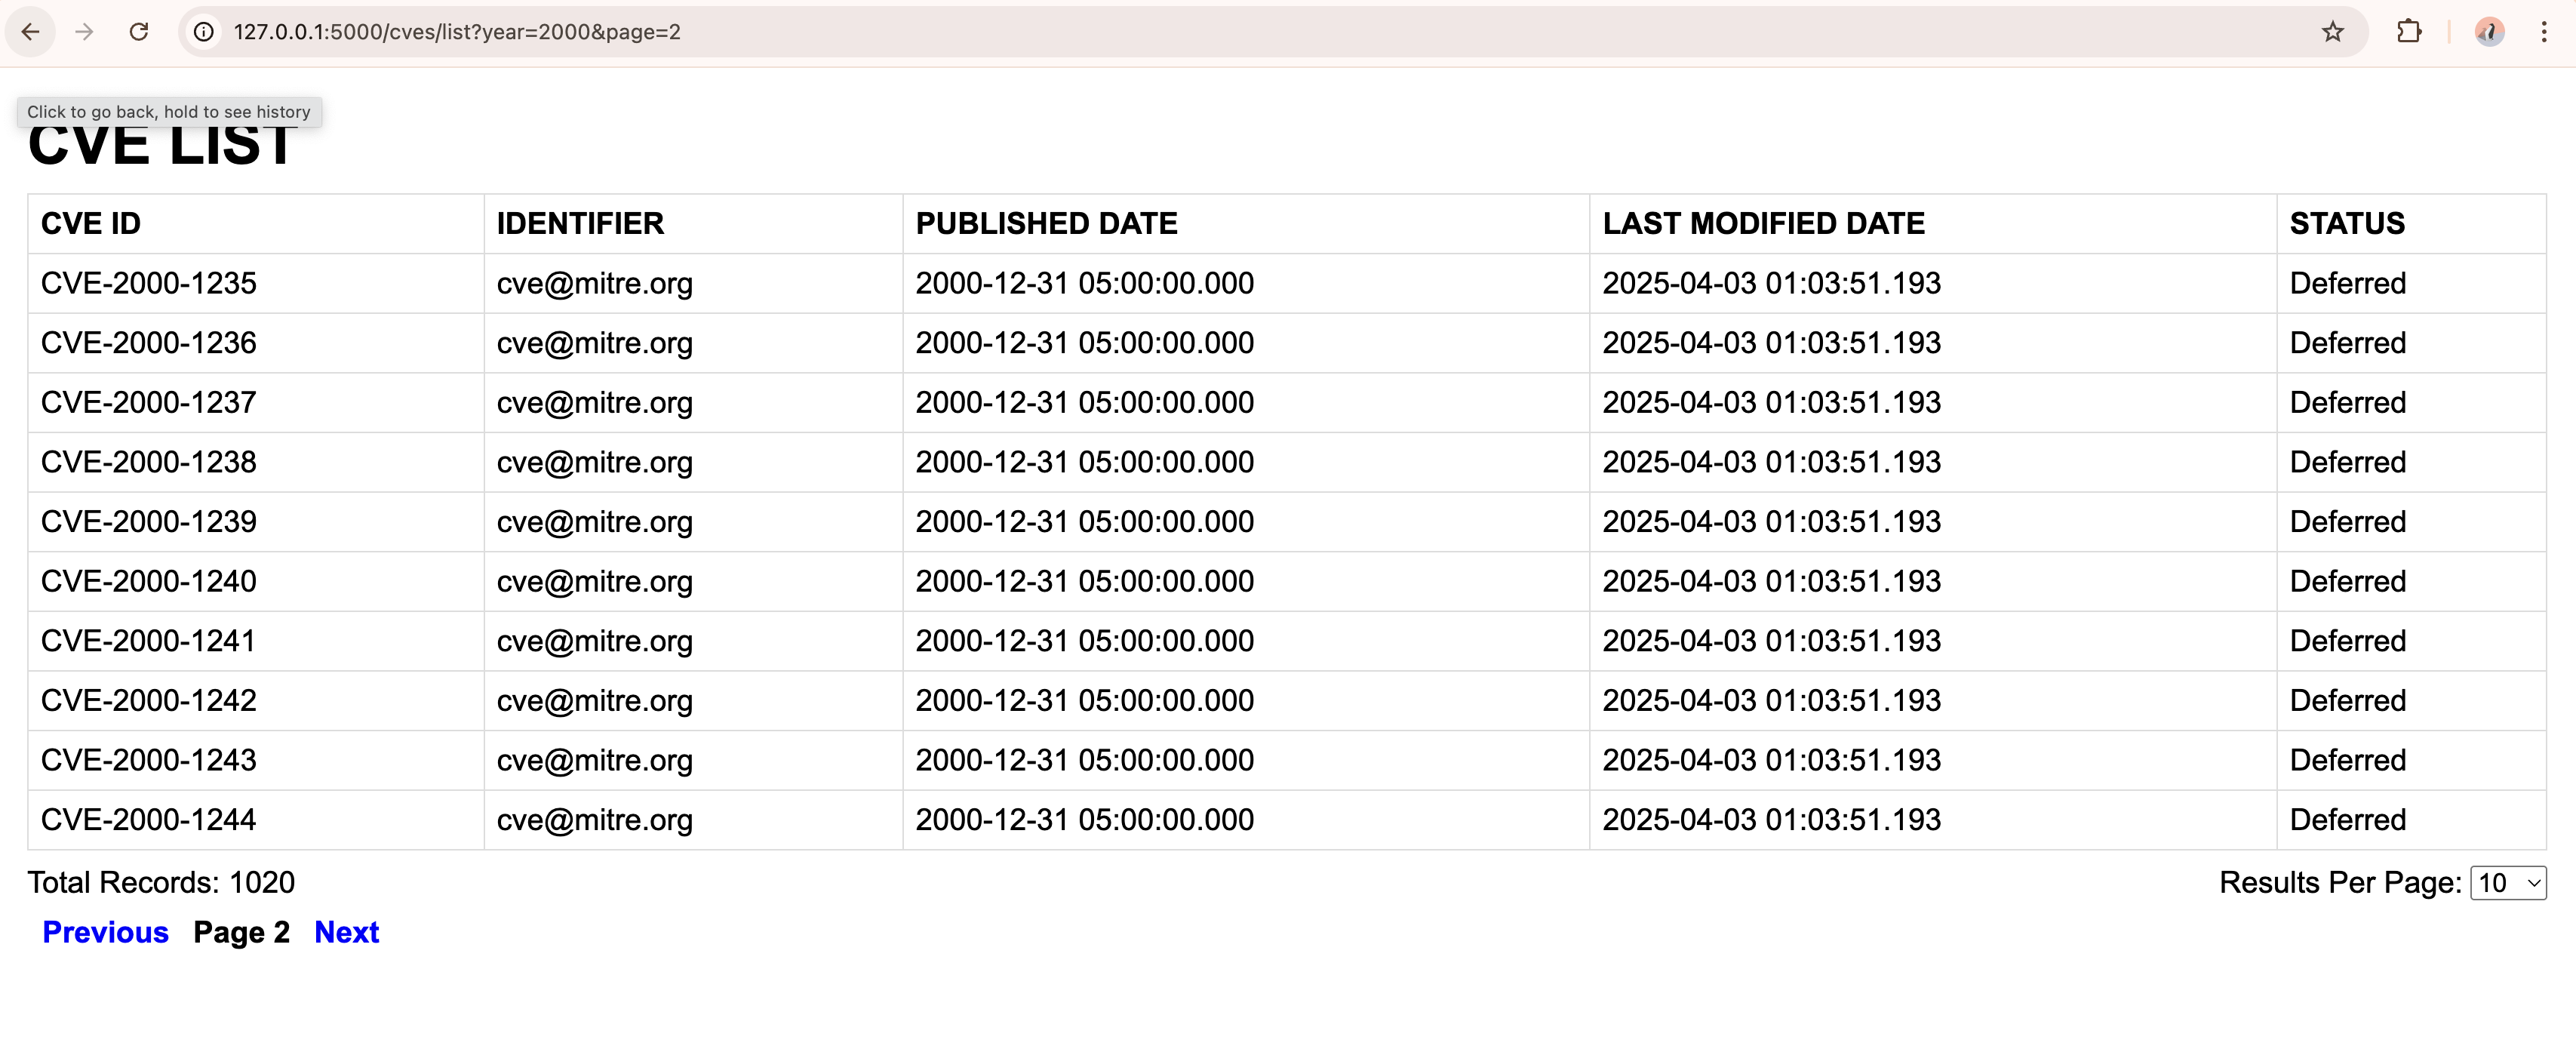 127.0.0.1:5000/cves/list?year=2000&page=2
Click to go back, hold to see history
CVE LIST
CVE ID IDENTIFIER PUBLISHED DATE LAST MODIFIED DATE STATUS
CVE-2000-1235 cve@mitre.org 2000-12-31 05:00:00.000 2025-04-03 01:03:51.193 Deferred
CVE-2000-1236 cve@mitre.org 2000-12-31 05:00:00.000 2025-04-03 01:03:51.193 Deferred
CVE-2000-1237 cve@mitre.org 2000-12-31 05:00:00.000 2025-04-03 01:03:51.193 Deferred
CVE-2000-1238 cve@mitre.org 2000-12-31 05:00:00.000 2025-04-03 01:03:51.193 Deferred
CVE-2000-1239 cve@mitre.org 2000-12-31 05:00:00.000 2025-04-03 01:03:51.193 Deferred
CVE-2000-1240 cve@mitre.org 2000-12-31 05:00:00.000 2025-04-03 01:03:51.193 Deferred
CVE-2000-1241 cve@mitre.org 2000-12-31 05:00:00.000 2025-04-03 01:03:51.193 Deferred
CVE-2000-1242 cve@mitre.org 2000-12-31 05:00:00.000 2025-04-03 01:03:51.193 Deferred
CVE-2000-1243 cve@mitre.org 2000-12-31 05:00:00.000 2025-04-03 01:03:51.193 Deferred
CVE-2000-1244 cve@mitre.org 2000-12-31 05:00:00.000 2025-04-03 01:03:51.193 Deferred
Total Records: 1020 Results Per Page: 10
Previous Page 2 Next